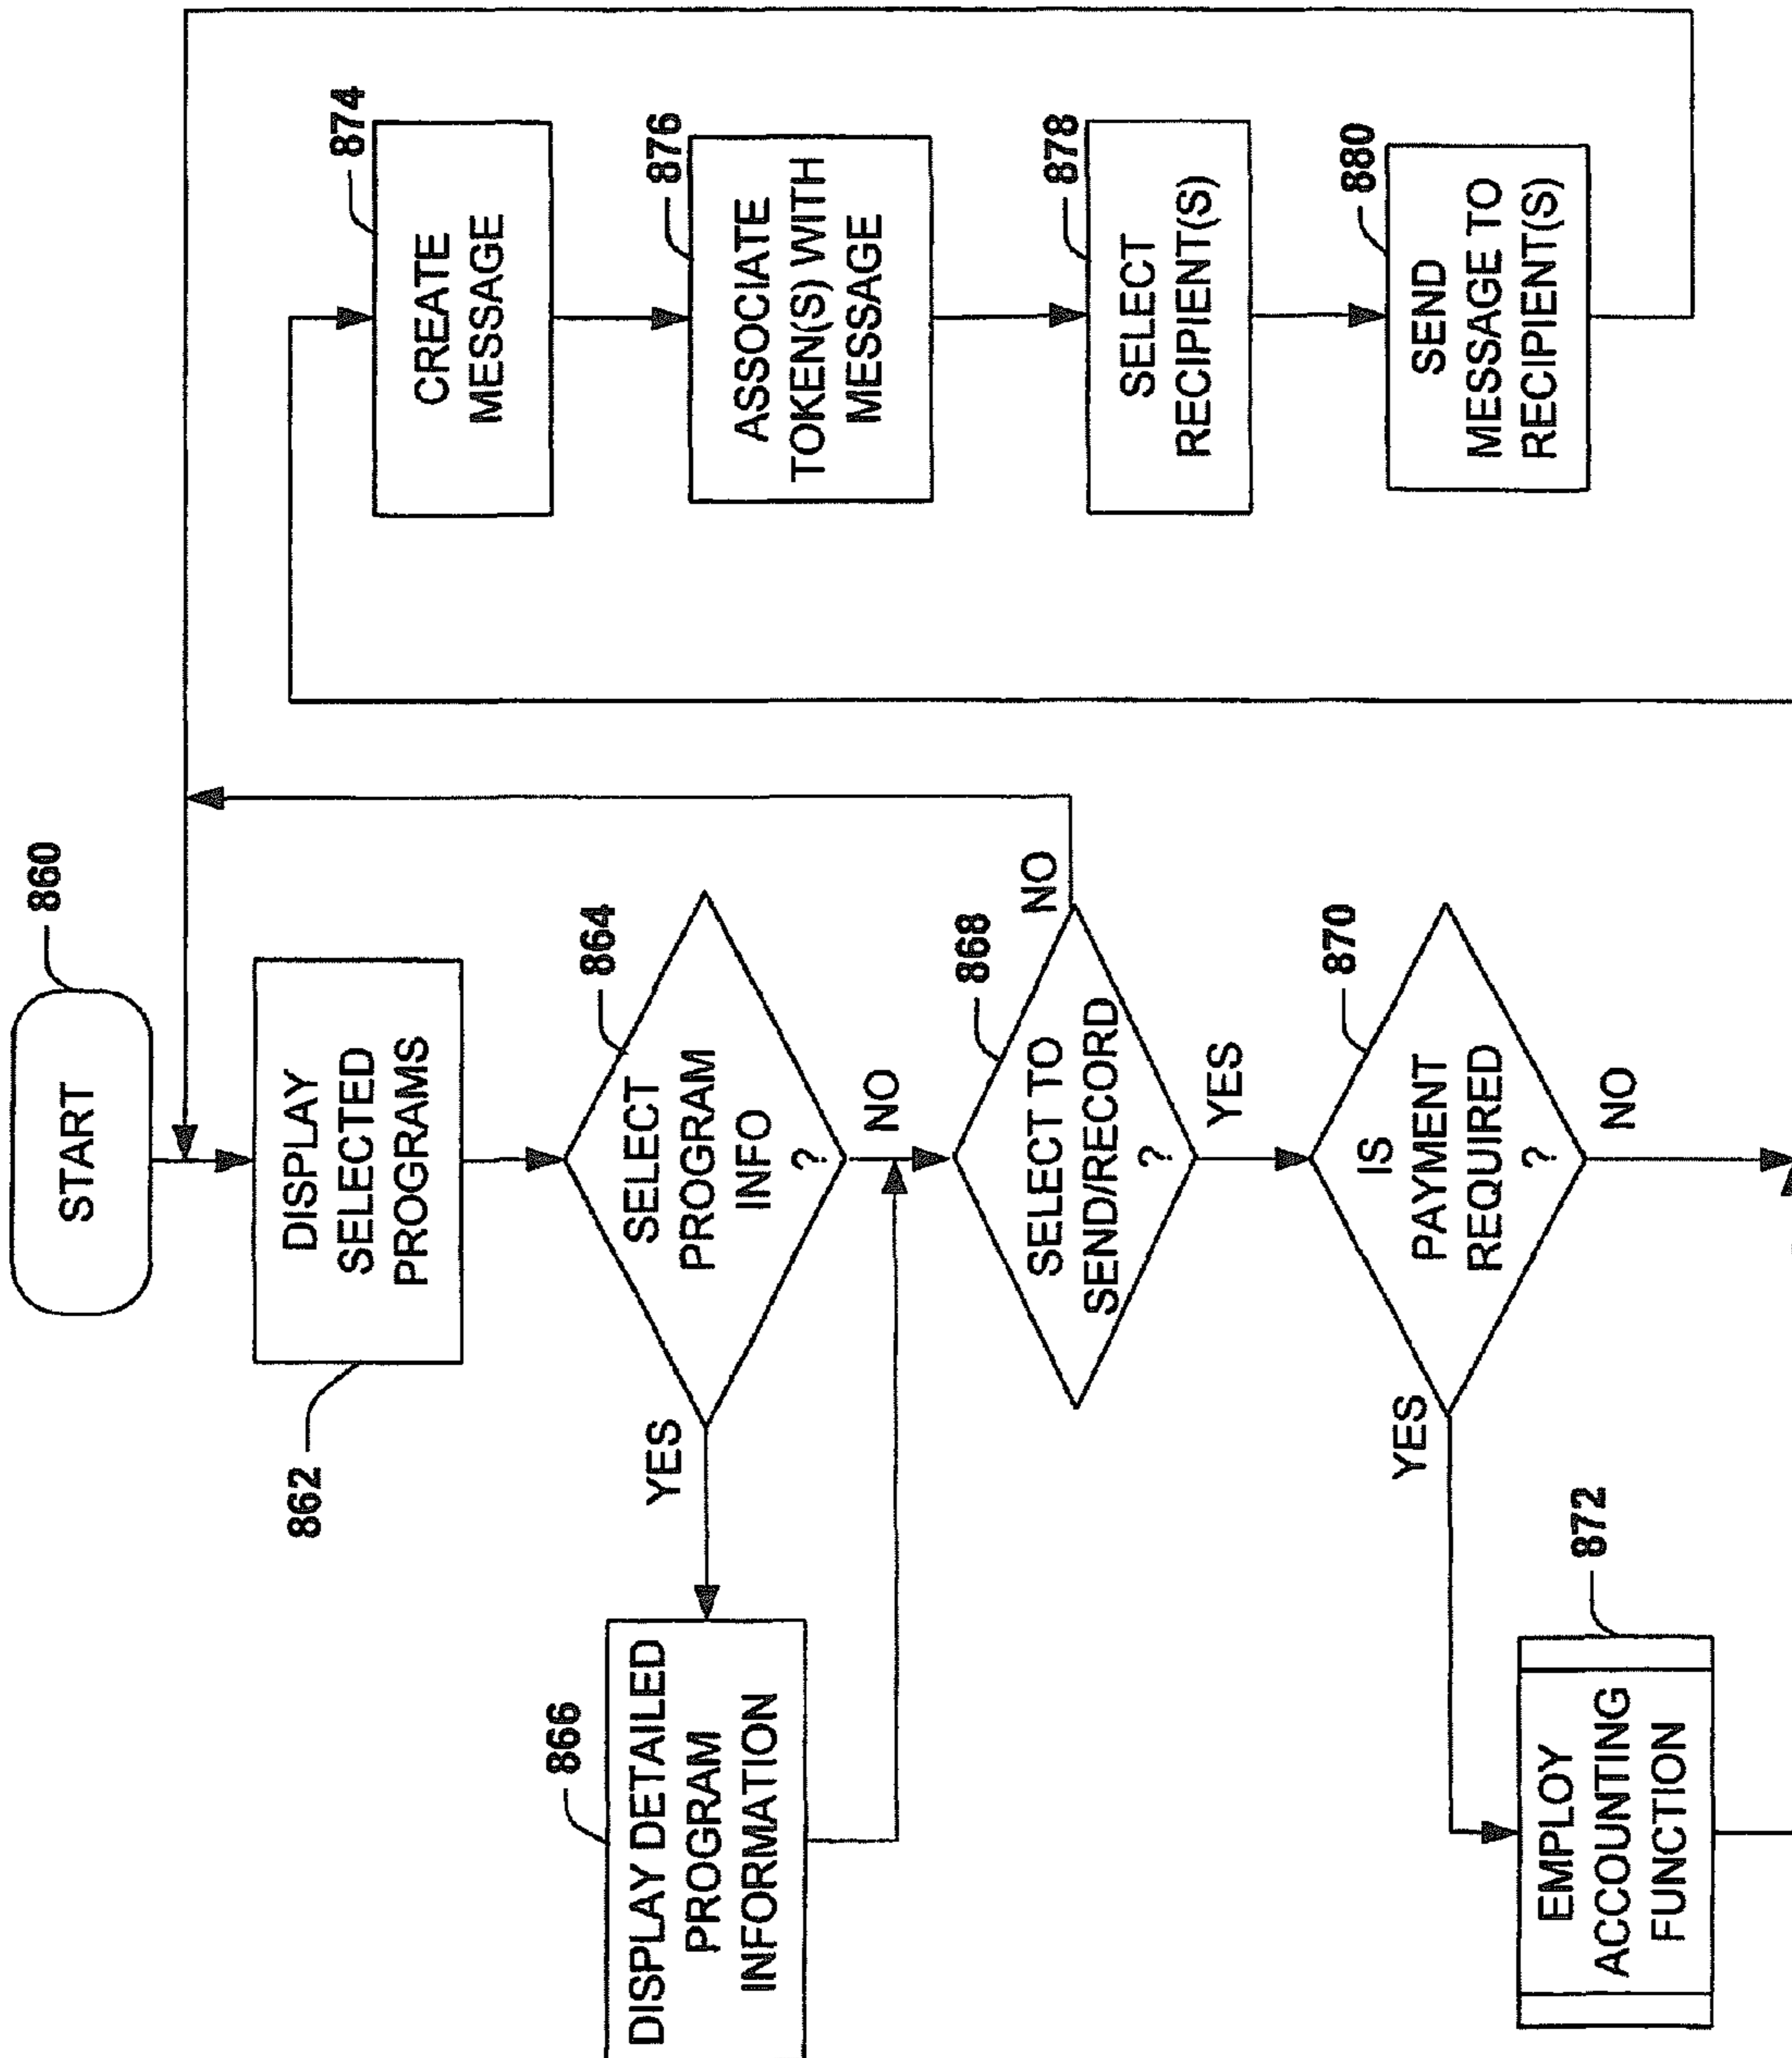 860
START
DISPLAY
SELECTED
PROGRAMS
862
864
SELECT
PROGRAM
INFO
?
YES
NO
866
DISPLAY DETAILED
PROGRAM
INFORMATION
868
SELECT TO
SEND/RECORD
?
NO
YES
870
IS
PAYMENT
REQUIRED
?
YES
NO
872
EMPLOY
ACCOUNTING
FUNCTION
874
CREATE
MESSAGE
876
ASSOCIATE
TOKEN(S) WITH
MESSAGE
878
SELECT
RECIPIENT(S)
880
SEND
MESSAGE TO
RECIPIENT(S)